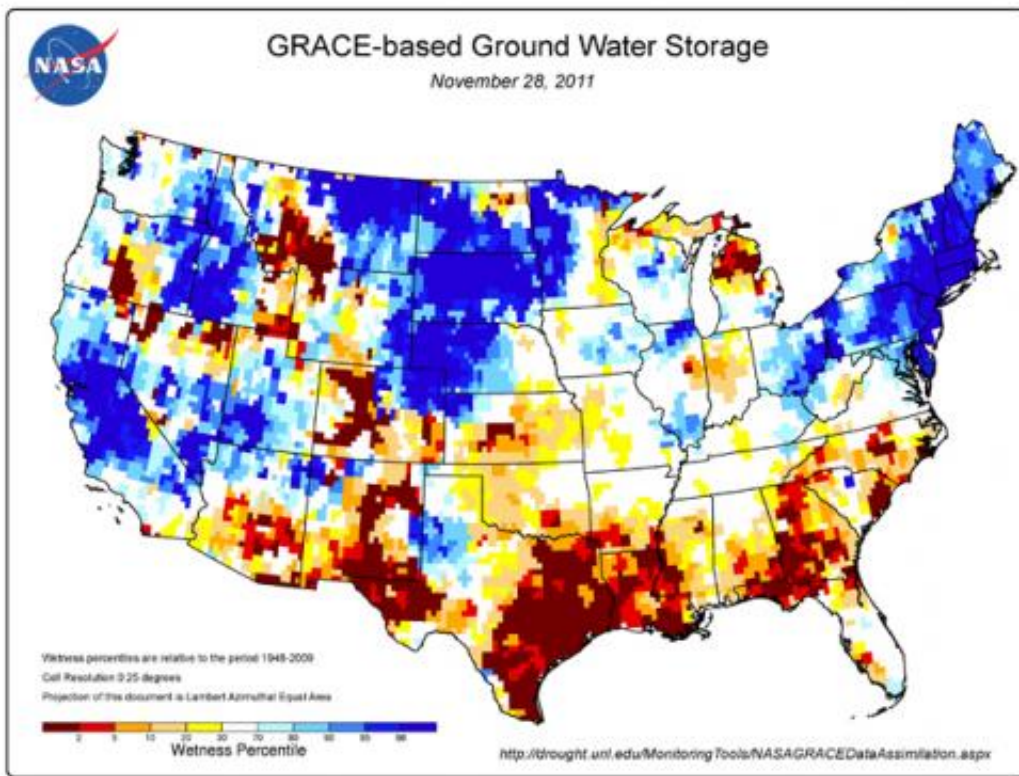 NASA
GRACE-based Ground Water Storage
November 28, 2011
Wetness percentiles are relative to the period 1948-2009
Cell Resolution 0.25 degrees
Projection of this document is Lambert Azimuthal Equal Area
2 5 10 20 30 70 80 90 95 98
Wetness Percentile
http://drought.unl.edu/MonitoringTools/NASAGRACEDataAssimilation.aspx